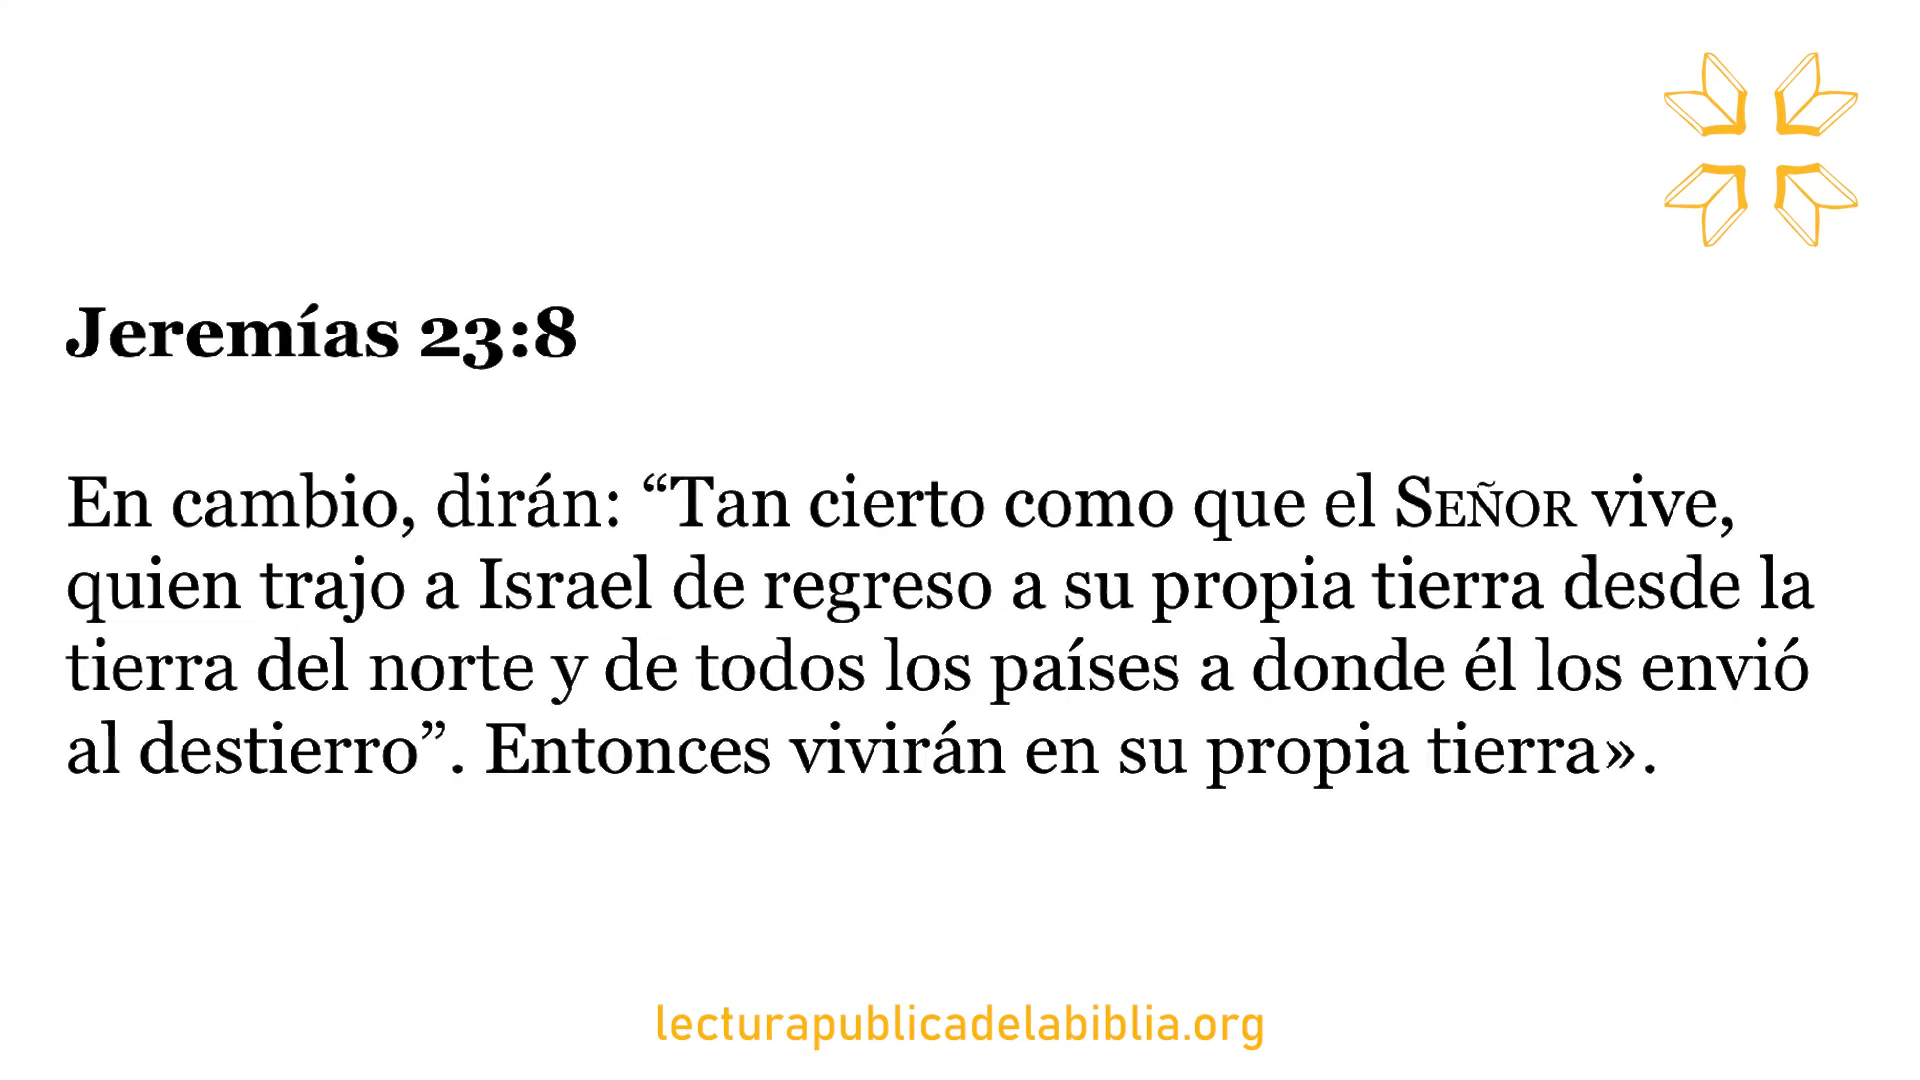 Jeremías 23:8
En cambio, dirán: “Tan cierto como que el SEÑOR vive,
quien trajo a Israel de regreso a su propia tierra desde la
tierra del norte y de todos los países a donde él los envió
al destierro”. Entonces vivirán en su propia tierra».
lecturapublicadelabiblia.org